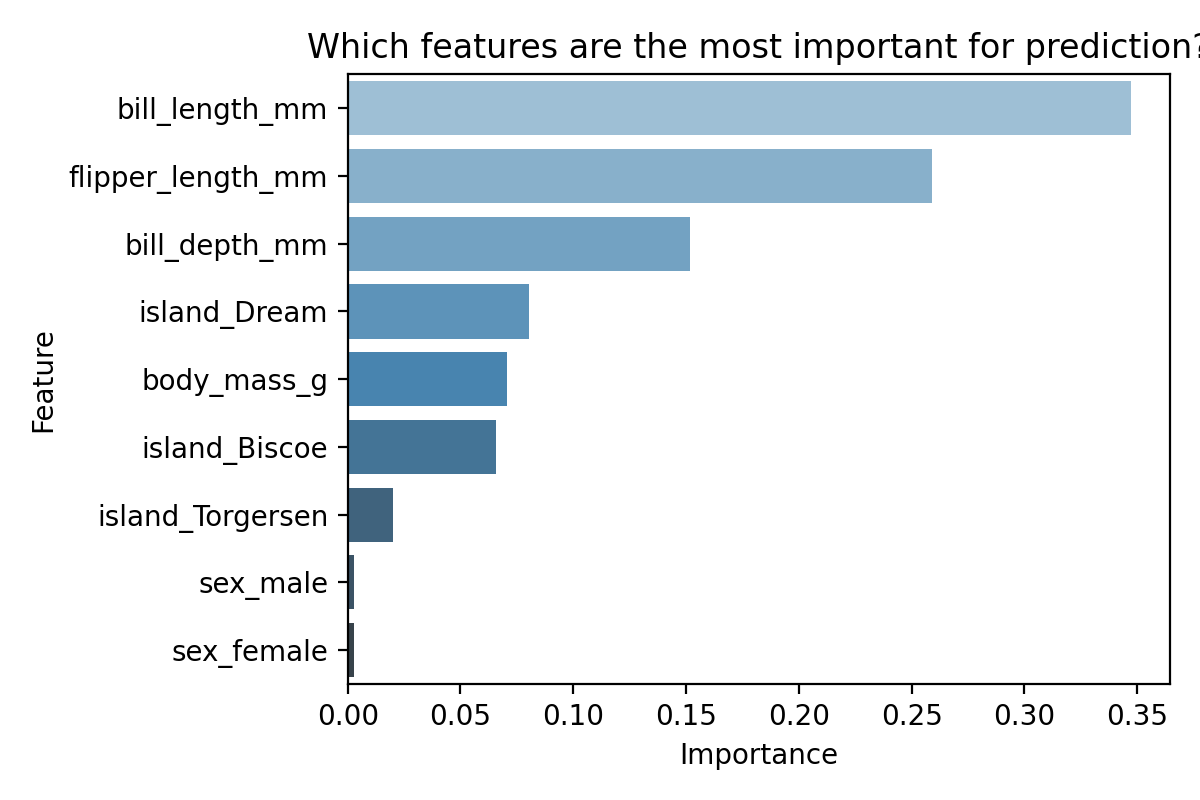 Which features are the most important for prediction?
bill_length_mm
flipper_length_mm
bill_depth_mm
island_Dream
body_mass_g
island_Biscoe
island_Torgersen
sex_male
sex_female
Feature
0.00 0.05 0.10 0.15 0.20 0.25 0.30 0.35
Importance